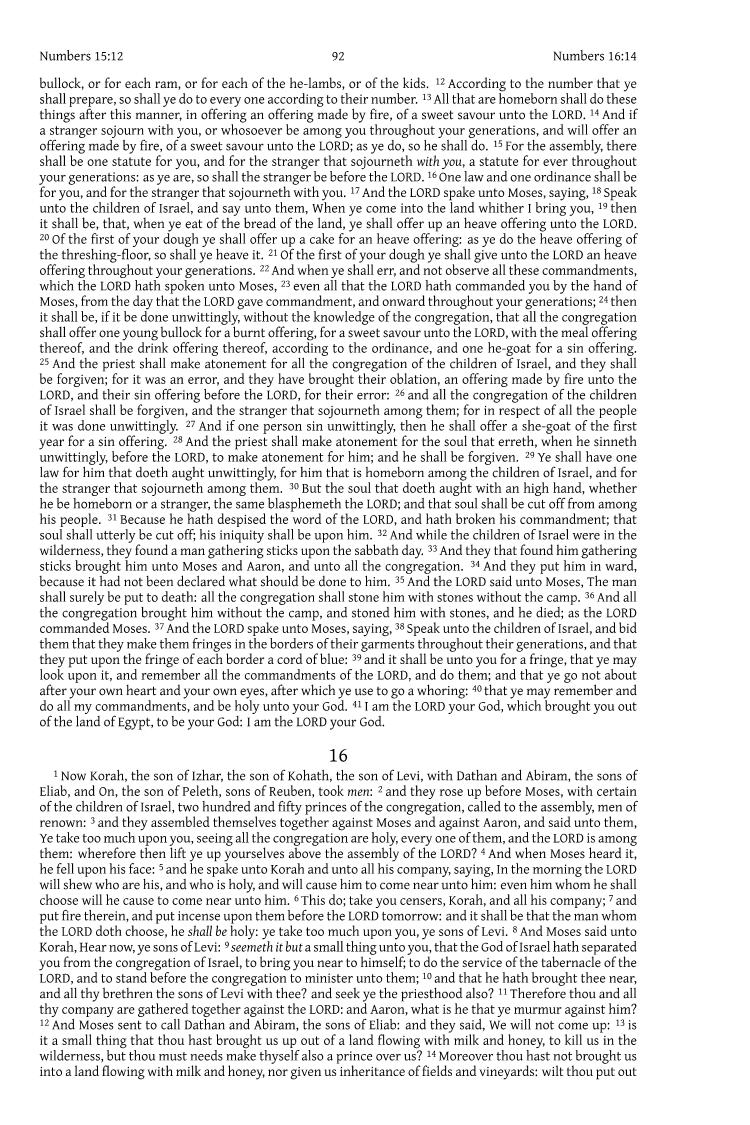 Numbers 15:12 92 Numbers 16:14
bullock, or for each ram, or for each of the he-lambs, or of the kids. 12 According to the number that ye
shall prepare, so shall ye do to every one according to their number. 13 All that are homeborn shall do these
things after this manner, in offering an offering made by fire, of a sweet savour unto the LORD. 14 And if
a stranger sojourn with you, or whosoever be among you throughout your generations, and will offer an
offering made by fire, of a sweet savour unto the LORD; as ye do, so he shall do. 15 For the assembly, there
shall be one statute for you, and for the stranger that sojourneth with you, a statute for ever throughout
your generations: as ye are, so shall the stranger be before the LORD. 16 One law and one ordinance shall be
for you, and for the stranger that sojourneth with you. 17 And the LORD spake unto Moses, saying, 18 Speak
unto the children of Israel, and say unto them, When ye come into the land whither I bring you, 19 then
it shall be, that, when ye eat of the bread of the land, ye shall offer up an heave offering unto the LORD.
20 Of the first of your dough ye shall offer up a cake for an heave offering: as ye do the heave offering of
the threshing-floor, so shall ye heave it. 21 Of the first of your dough ye shall give unto the LORD an heave
offering throughout your generations. 22 And when ye shall err, and not observe all these commandments,
which the LORD hath spoken unto Moses, 23 even all that the LORD hath commanded you by the hand of
Moses, from the day that the LORD gave commandment, and onward throughout your generations; 24 then
it shall be, if it be done unwittingly, without the knowledge of the congregation, that all the congregation
shall offer one young bullock for a burnt offering, for a sweet savour unto the LORD, with the meal offering
thereof, and the drink offering thereof, according to the ordinance, and one he-goat for a sin offering.
25 And the priest shall make atonement for all the congregation of the children of Israel, and they shall
be forgiven; for it was an error, and they have brought their oblation, an offering made by fire unto the
LORD, and their sin offering before the LORD, for their error: 26 and all the congregation of the children
of Israel shall be forgiven, and the stranger that sojourneth among them; for in respect of all the people
it was done unwittingly. 27 And if one person sin unwittingly, then he shall offer a she-goat of the first
year for a sin offering. 28 And the priest shall make atonement for the soul that erreth, when he sinneth
unwittingly, before the LORD, to make atonement for him; and he shall be forgiven. 29 Ye shall have one
law for him that doeth aught unwittingly, for him that is homeborn among the children of Israel, and for
the stranger that sojourneth among them. 30 But the soul that doeth aught with an high hand, whether
he be homeborn or a stranger, the same blasphemeth the LORD; and that soul shall be cut off from among
his people. 31 Because he hath despised the word of the LORD, and hath broken his commandment; that
soul shall utterly be cut off; his iniquity shall be upon him. 32 And while the children of Israel were in the
wilderness, they found a man gathering sticks upon the sabbath day. 33 And they that found him gathering
sticks brought him unto Moses and Aaron, and unto all the congregation. 34 And they put him in ward,
because it had not been declared what should be done to him. 35 And the LORD said unto Moses, The man
shall surely be put to death: all the congregation shall stone him with stones without the camp. 36 And all
the congregation brought him without the camp, and stoned him with stones, and he died; as the LORD
commanded Moses. 37 And the LORD spake unto Moses, saying, 38 Speak unto the children of Israel, and bid
them that they make them fringes in the borders of their garments throughout their generations, and that
they put upon the fringe of each border a cord of blue: 39 and it shall be unto you for a fringe, that ye may
look upon it, and remember all the commandments of the LORD, and do them; and that ye go not about
after your own heart and your own eyes, after which ye use to go a whoring: 40 that ye may remember and
do all my commandments, and be holy unto your God. 41 I am the LORD your God, which brought you out
of the land of Egypt, to be your God: I am the LORD your God.
16
1 Now Korah, the son of Izhar, the son of Kohath, the son of Levi, with Dathan and Abiram, the sons of
Eliab, and On, the son of Peleth, sons of Reuben, took men: 2 and they rose up before Moses, with certain
of the children of Israel, two hundred and fifty princes of the congregation, called to the assembly, men of
renown: 3 and they assembled themselves together against Moses and against Aaron, and said unto them,
Ye take too much upon you, seeing all the congregation are holy, every one of them, and the LORD is among
them: wherefore then lift ye up yourselves above the assembly of the LORD? 4 And when Moses heard it,
he fell upon his face: 5 and he spake unto Korah and unto all his company, saying, In the morning the LORD
will shew who are his, and who is holy, and will cause him to come near unto him: even him whom he shall
choose will he cause to come near unto him. 6 This do; take you censers, Korah, and all his company; 7 and
put fire therein, and put incense upon them before the LORD tomorrow: and it shall be that the man whom
the LORD doth choose, he shall be holy: ye take too much upon you, ye sons of Levi. 8 And Moses said unto
Korah, Hear now, ye sons of Levi: 9 seemeth it but a small thing unto you, that the God of Israel hath separated
you from the congregation of Israel, to bring you near to himself; to do the service of the tabernacle of the
LORD, and to stand before the congregation to minister unto them; 10 and that he hath brought thee near,
and all thy brethren the sons of Levi with thee? and seek ye the priesthood also? 11 Therefore thou and all
thy company are gathered together against the LORD: and Aaron, what is he that ye murmur against him?
12 And Moses sent to call Dathan and Abiram, the sons of Eliab: and they said, We will not come up: 13 is
it a small thing that thou hast brought us up out of a land flowing with milk and honey, to kill us in the
wilderness, but thou must needs make thyself also a prince over us? 14 Moreover thou hast not brought us
into a land flowing with milk and honey, nor given us inheritance of fields and vineyards: wilt thou put out